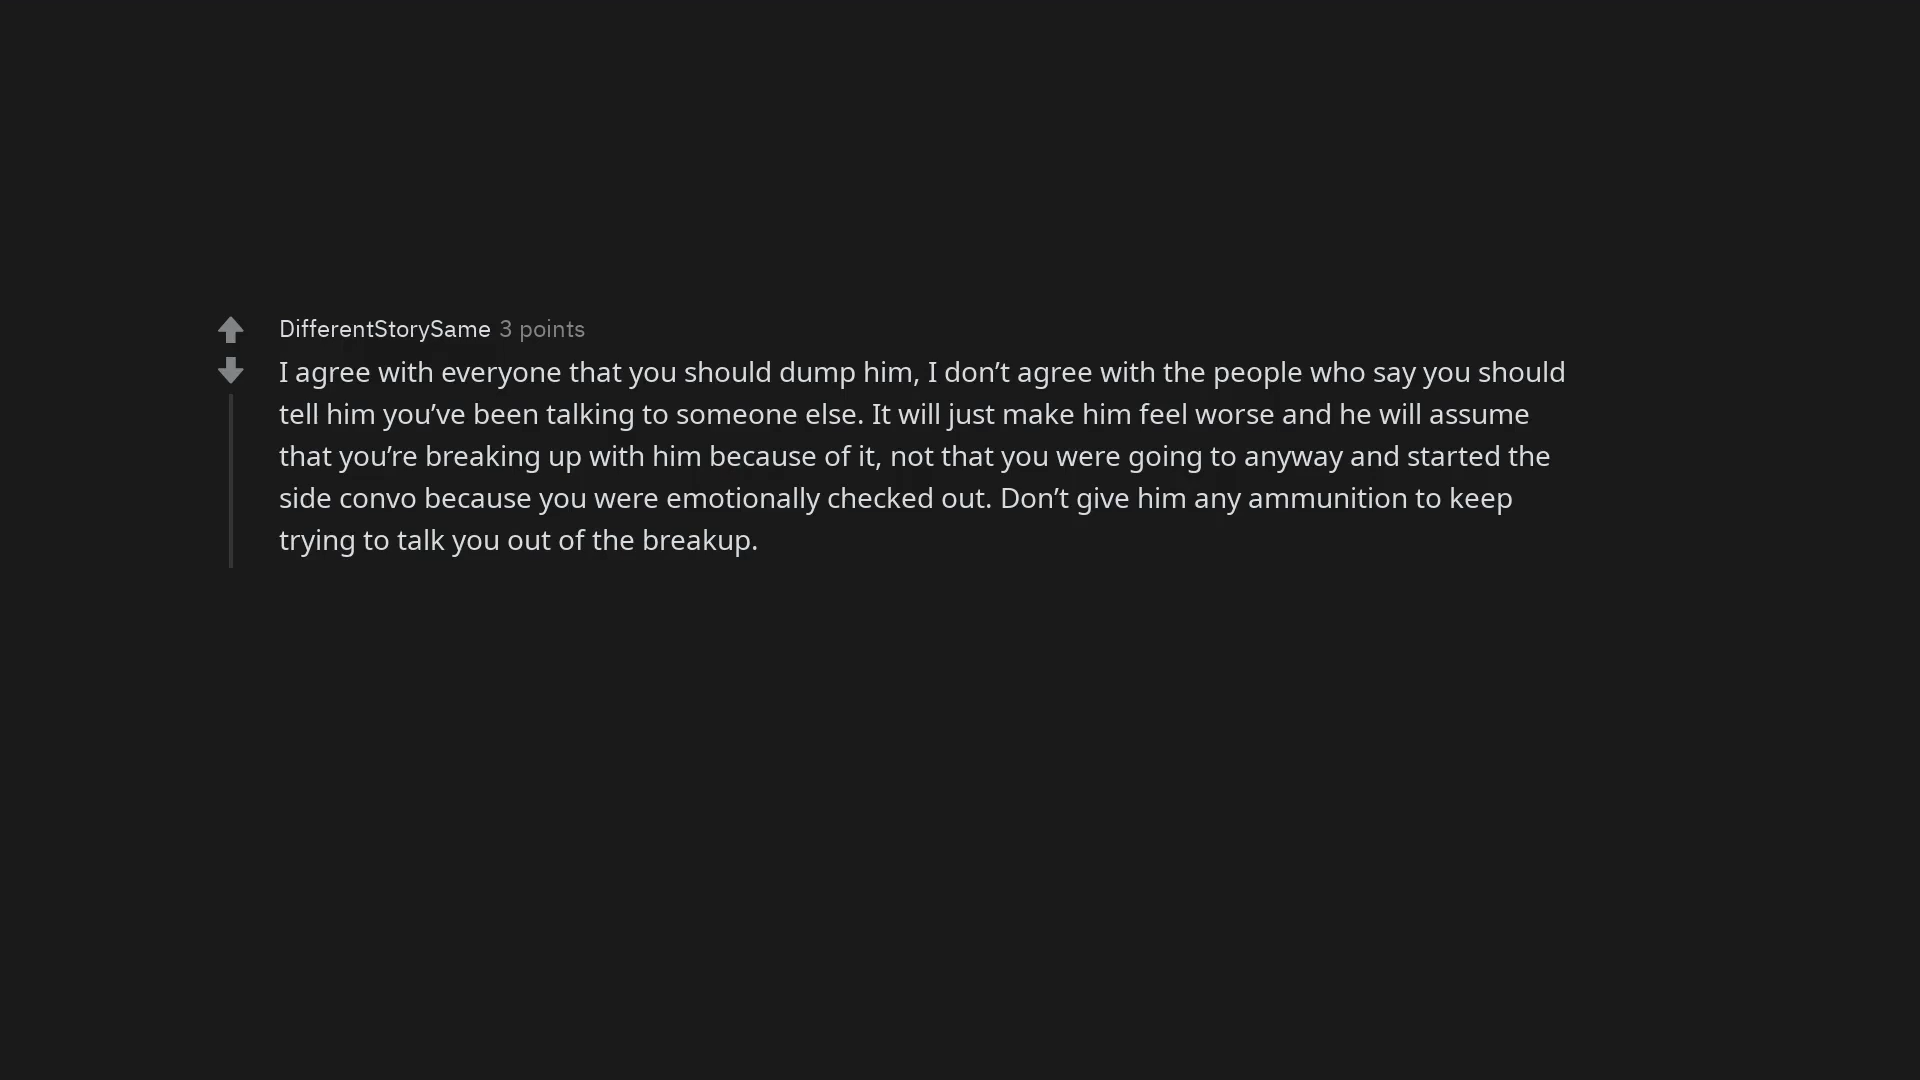 DifferentStorySame 3 points
I agree with everyone that you should dump him, I don’t agree with the people who say you should
tell him you’ve been talking to someone else. It will just make him feel worse and he will assume
that you’re breaking up with him because of it, not that you were going to anyway and started the
side convo because you were emotionally checked out. Don’t give him any ammunition to keep
trying to talk you out of the breakup.